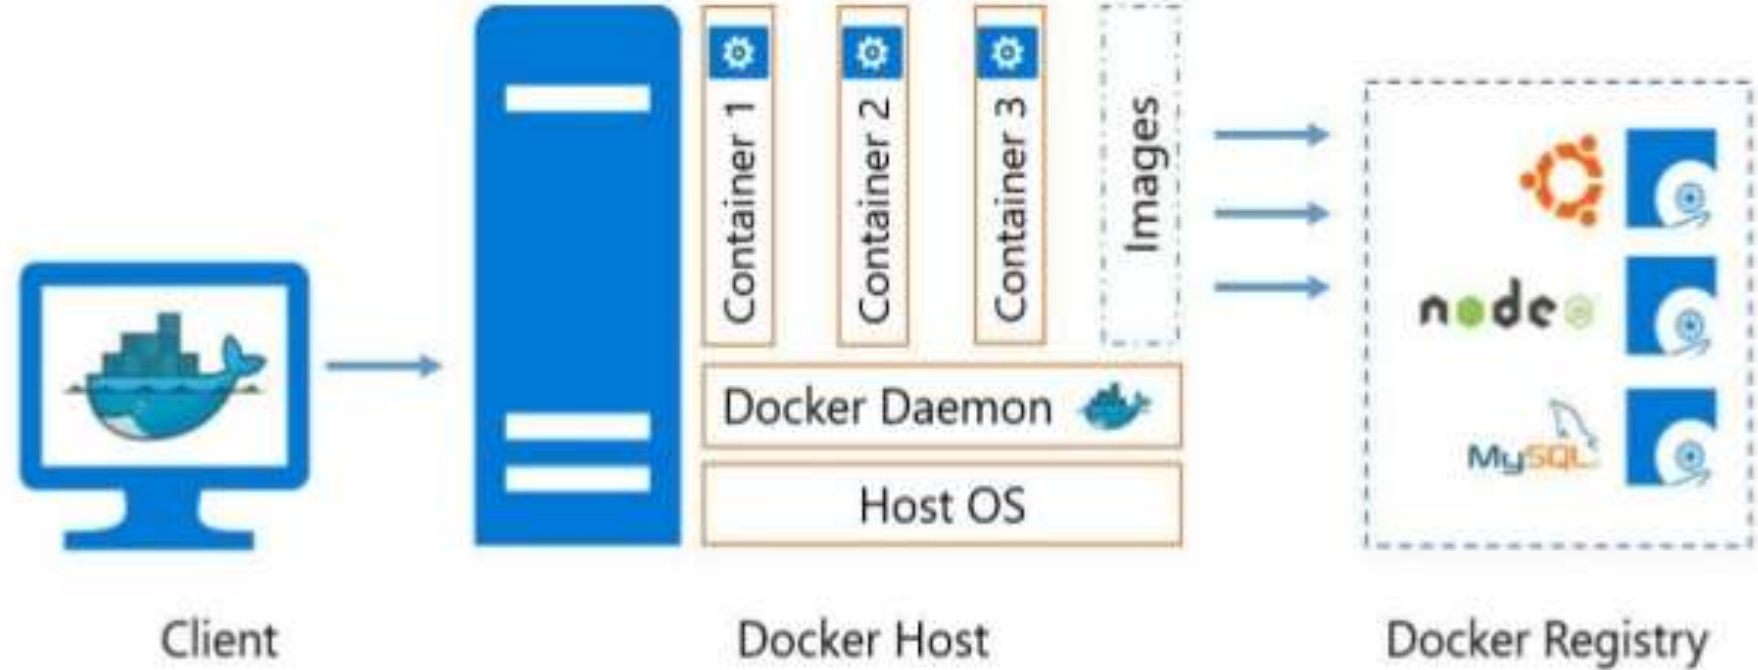 Container 1
Container 2
Container 3
Images
Docker Daemon
Host OS
node
MySQL
Client
Docker Host
Docker Registry